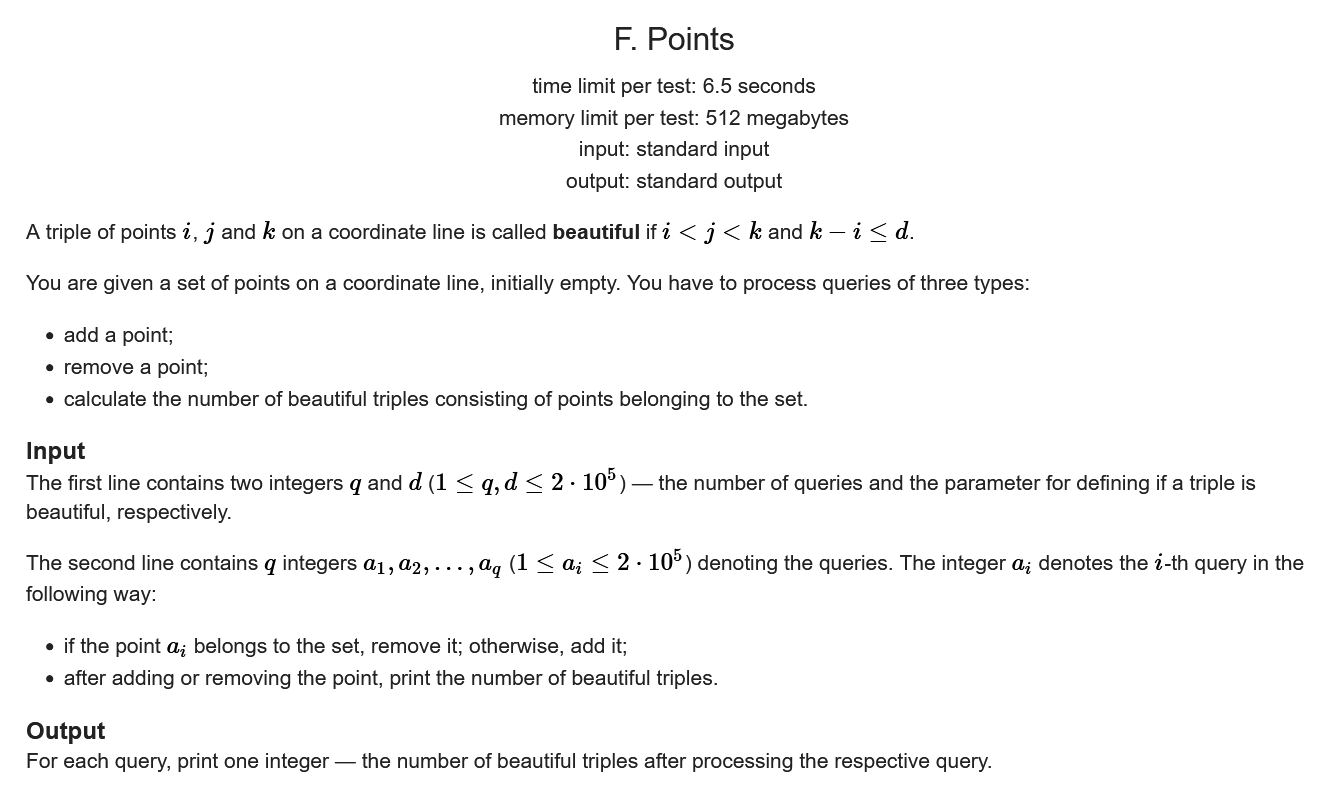 F. Points
time limit per test: 6.5 seconds
memory limit per test: 512 megabytes
input: standard input
output: standard output
A triple of points i, j and k on a coordinate line is called beautiful if i < j < k and k − i ≤ d.
You are given a set of points on a coordinate line, initially empty. You have to process queries of three types:
• add a point;
• remove a point;
• calculate the number of beautiful triples consisting of points belonging to the set.
Input
The first line contains two integers q and d (1 ≤ q, d ≤ 2 · 10^5) — the number of queries and the parameter for defining if a triple is
beautiful, respectively.
The second line contains q integers a_1, a_2, . . . , a_q (1 ≤ a_i ≤ 2 · 10^5) denoting the queries. The integer a_i denotes the i-th query in the
following way:
• if the point a_i belongs to the set, remove it; otherwise, add it;
• after adding or removing the point, print the number of beautiful triples.
Output
For each query, print one integer — the number of beautiful triples after processing the respective query.